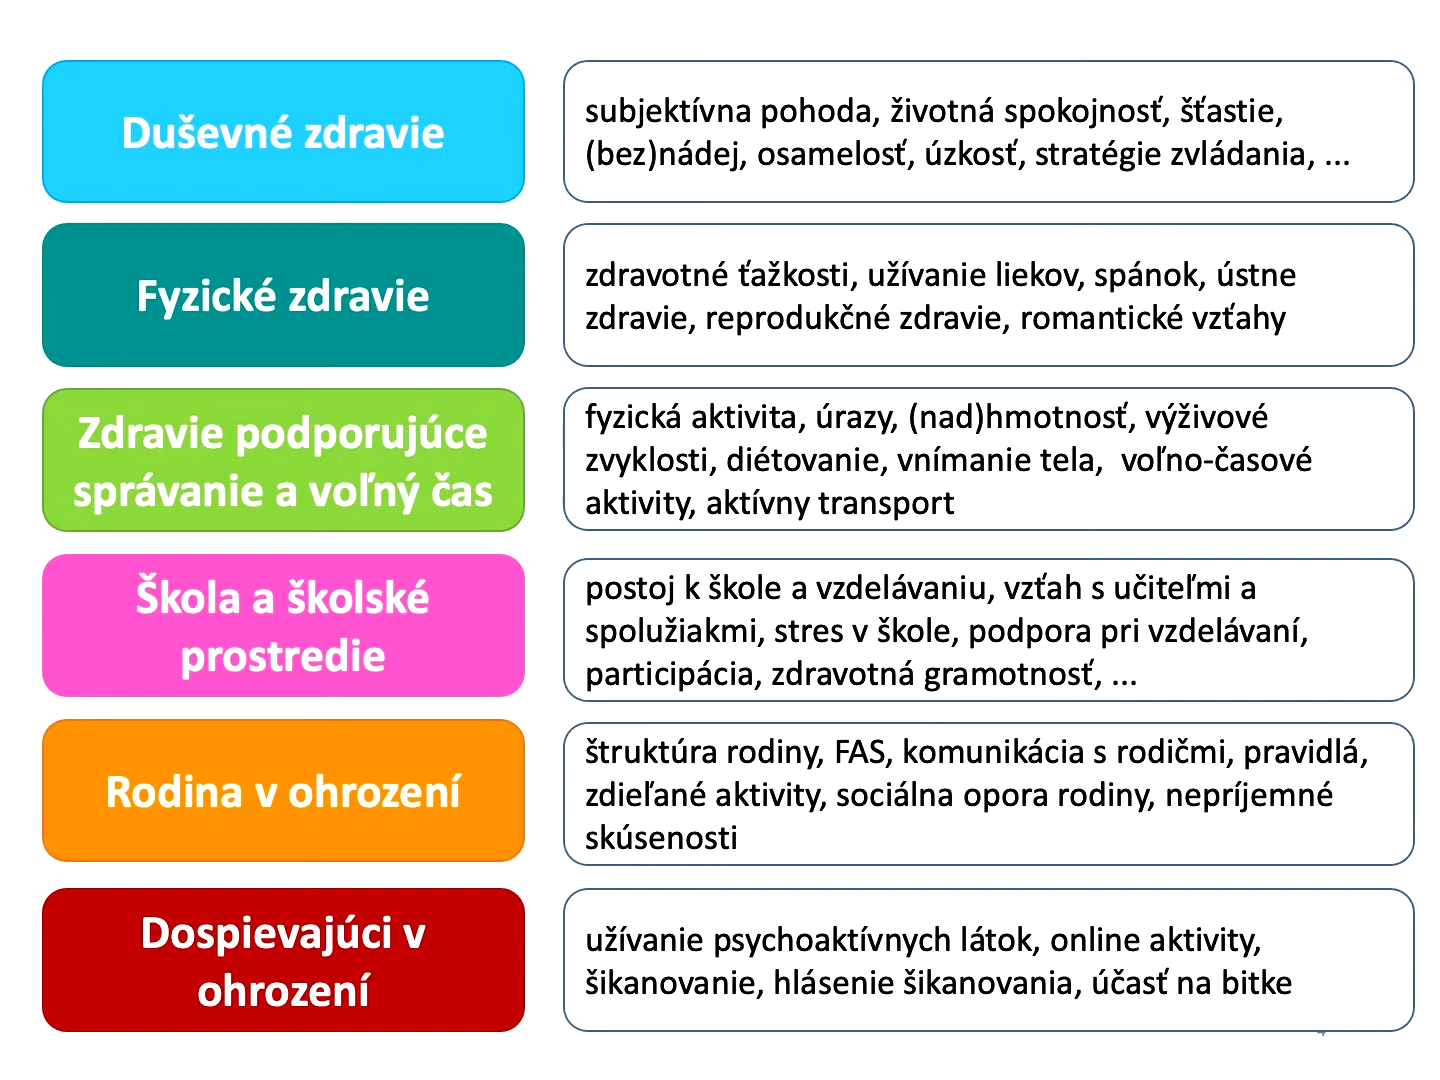 Duševné zdravie
subjektívna pohoda, životná spokojnosť, šťastie,
(bez)nádej, osamelosť, úzkosť, stratégie zvládania, ...
Fyzické zdravie
zdravotné ťažkosti, užívanie liekov, spánok, ústne
zdravie, reprodukčné zdravie, romantické vzťahy
Zdravie podporujúce
správanie a voľný čas
fyzická aktivita, úrazy, (nad)hmotnosť, výživové
zvyklosti, diétovanie, vnímanie tela,  voľno-časové
aktivity, aktívny transport
Škola a školské
prostredie
postoj k škole a vzdelávaniu, vzťah s učiteľmi a
spolužiakmi, stres v škole, podpora pri vzdelávaní,
participácia, zdravotná gramotnosť, ...
Rodina v ohrození
štruktúra rodiny, FAS, komunikácia s rodičmi, pravidlá,
zdieľané aktivity, sociálna opora rodiny, nepríjemné
skúsenosti
Dospievajúci v
ohrození
užívanie psychoaktívnych látok, online aktivity,
šikanovanie, hlásenie šikanovania, účasť na bitke